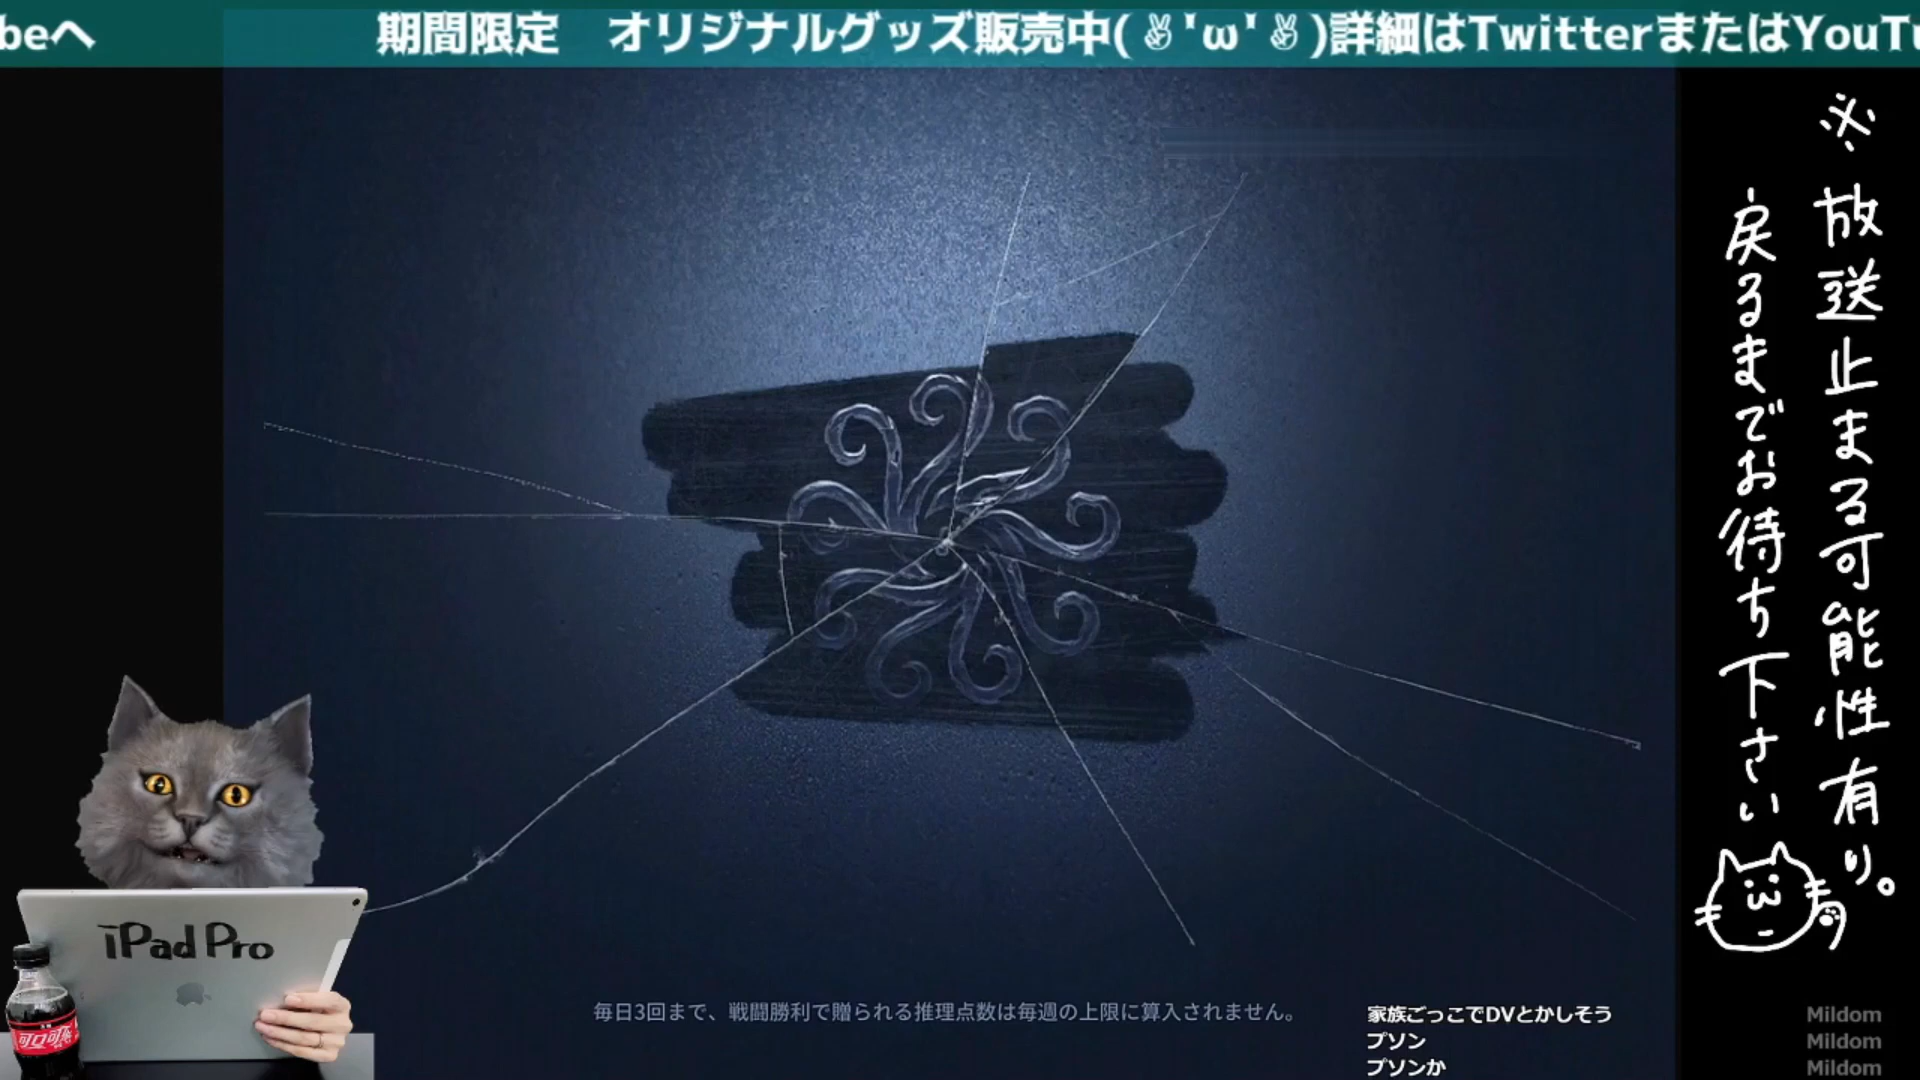 beへ 期間限定 オリジナルグッズ販売中(✌'ω'✌)詳細はTwitterまたはYouTu
※放送止まる可能性有り。
戻るまでお待ち下さい
iPad Pro
可口可乐
毎日3回まで、戦闘勝利で贈られる推理点数は毎週の上限に算入されません。
家族ごっこでDVとかしそう
プソン
プソンか
Mildom
Mildom
Mildom